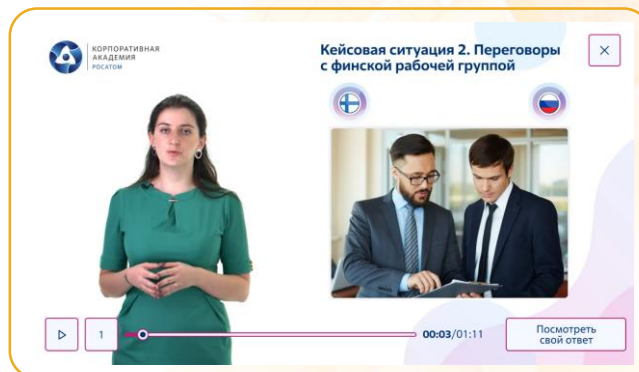 КОРПОРАТИВНАЯ
АКАДЕМИЯ
РОСАТОМ
Кейсовая ситуация 2. Переговоры
с финской рабочей группой
1
00:03/01:11
Посмотреть
свой ответ